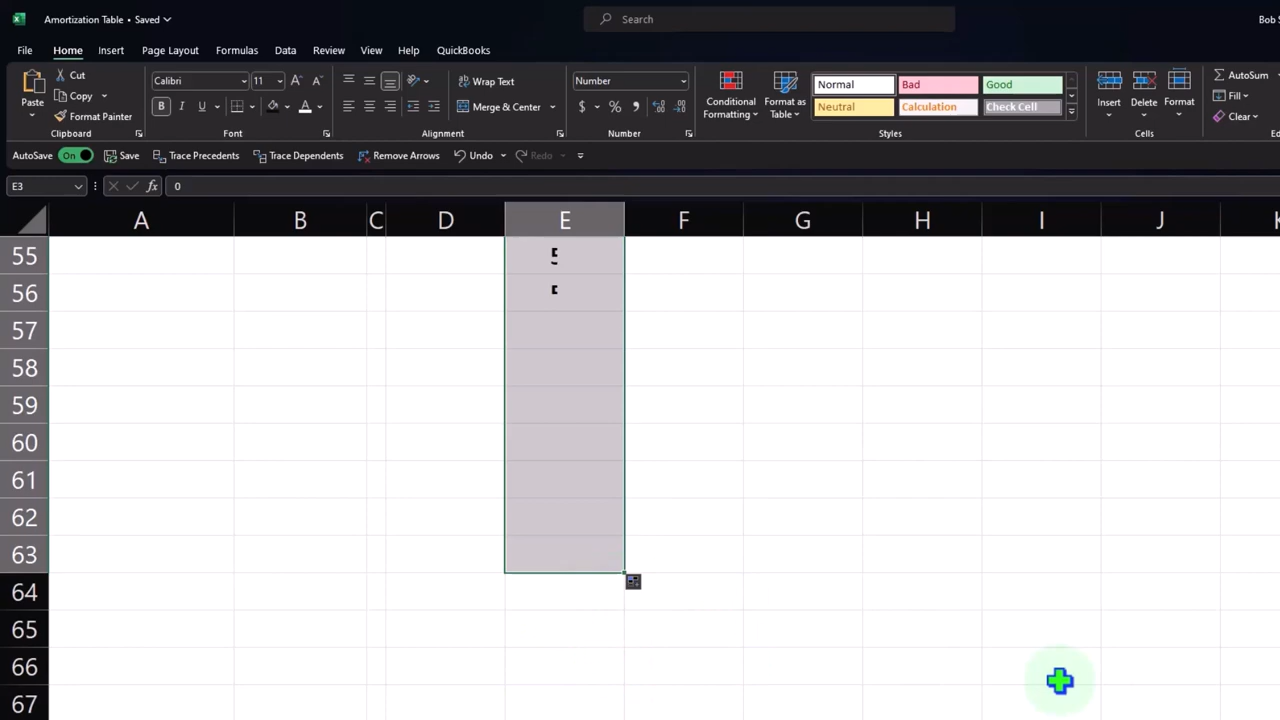 Amortization Table • Saved
Search
Bob S
File Home Insert Page Layout Formulas Data Review View Help QuickBooks
Paste
Cut
Copy
Format Painter
Clipboard
Calibri 11
B I U
Font
Wrap Text
Merge & Center
Alignment
Number
$ % ,
Number
Conditional Formatting
Format as Table
Normal Bad Good
Neutral Calculation Check Cell
Styles
Insert Delete Format
Cells
AutoSum
Fill
Clear
AutoSave On Save Trace Precedents Trace Dependents Remove Arrows Undo Redo
E3 fx 0
A B C D E F G H I J K
55
56
57
58
59
60
61
62
63
64
65
66
67